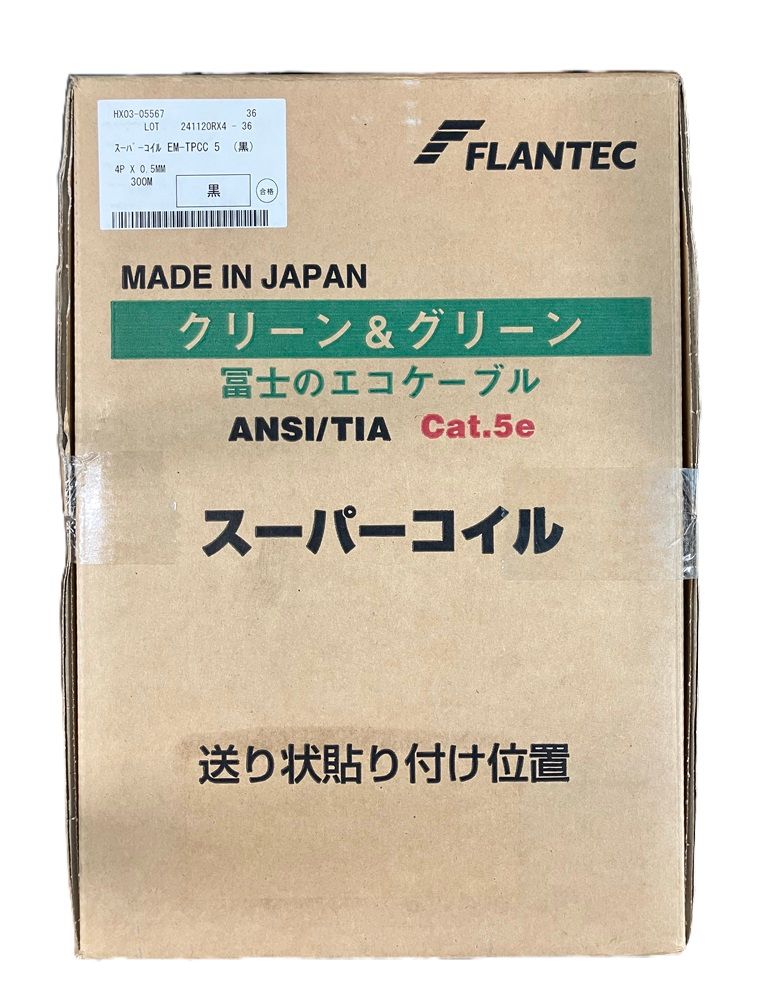 HX03-05567 36
LOT 241120RX4 - 36
ｽｰﾊﾟｰｺｲﾙ EM-TPCC 5 (黒)
4P X 0.5MM
300M
黒
合格
FLANTEC
MADE IN JAPAN
クリーン&グリーン
冨士のエコケーブル
ANSI/TIA Cat.5e
スーパーコイル
送り状貼り付け位置